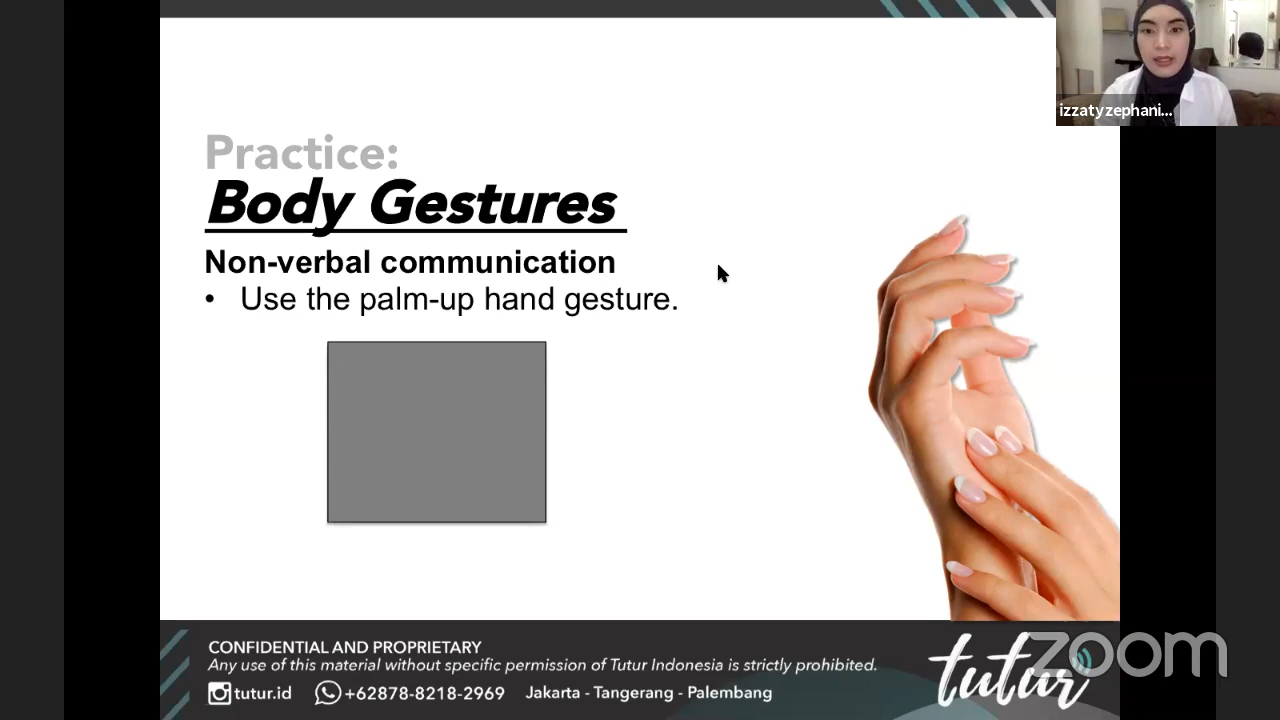 izzatyzephani...
Practice:
Body Gestures
Non-verbal communication
• Use the palm-up hand gesture.
CONFIDENTIAL AND PROPRIETARY
Any use of this material without specific permission of Tutur Indonesia is strictly prohibited.
tutur.id +62878-8218-2969 Jakarta - Tangerang - Palembang
tutur
zoom